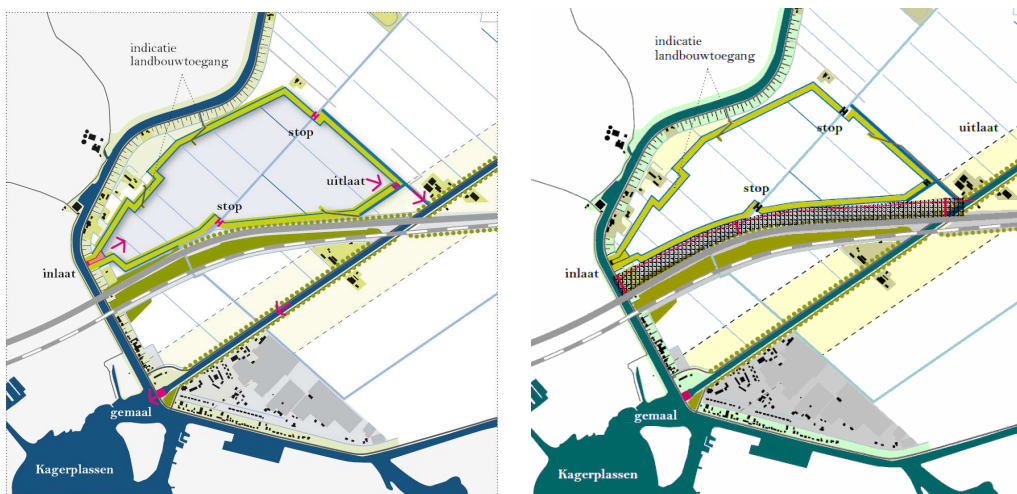 indicatie
landbouwtoegang
stop
uitlaat
stop
inlaat
gemaal
Kagerplassen
indicatie
landbouwtoegang
stop
uitlaat
stop
inlaat
gemaal
Kagerplassen